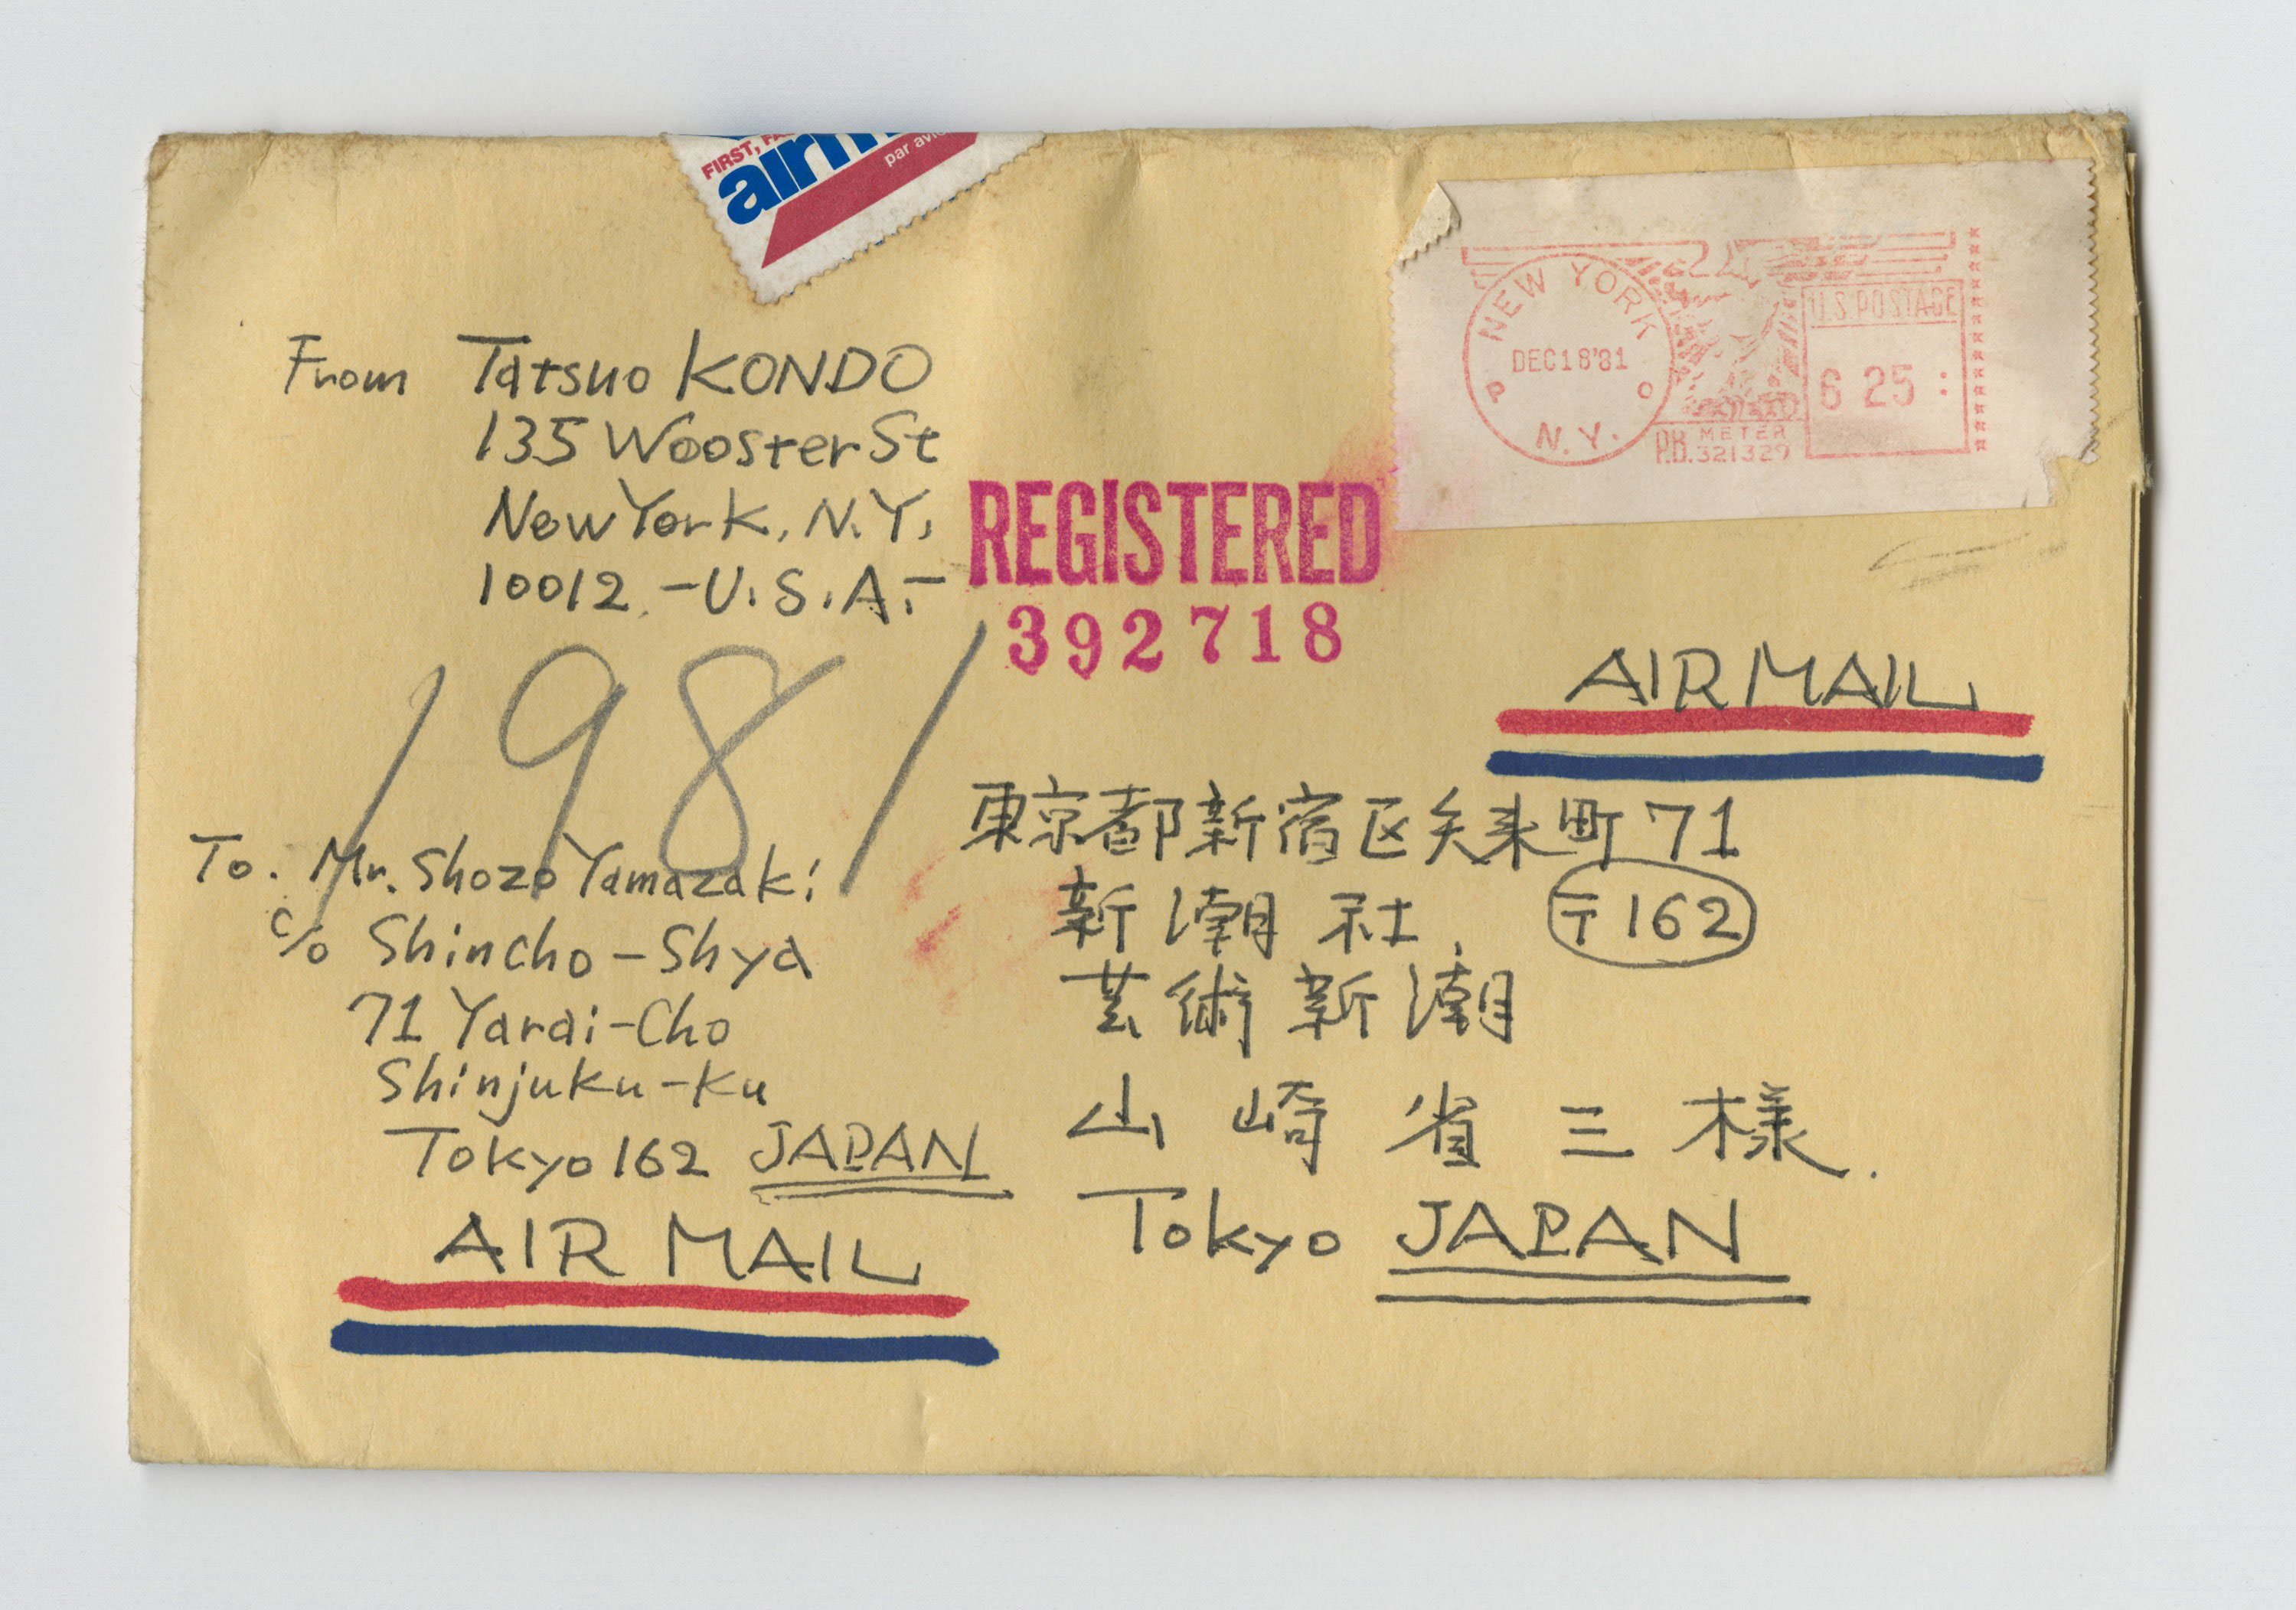 FIRST,
airm
par avio
NEW YORK
DEC 18 '81
P O
N.Y.
U.S. POSTAGE
6 25
P.B. METER
321329
From Tatsuo KONDO
135 Wooster St
New York, N.Y.
10012 -U.S.A.-
REGISTERED
392718
1981
AIR MAIL
To. Mr. Shozo Yamazaki
c/o Shincho-Shya
71 Yarai-Cho
Shinjuku-Ku
Tokyo 162 JAPAN
AIR MAIL
東京都新宿区矢来町71
新潮社 〒162
芸術新潮
山崎省三様.
Tokyo JAPAN